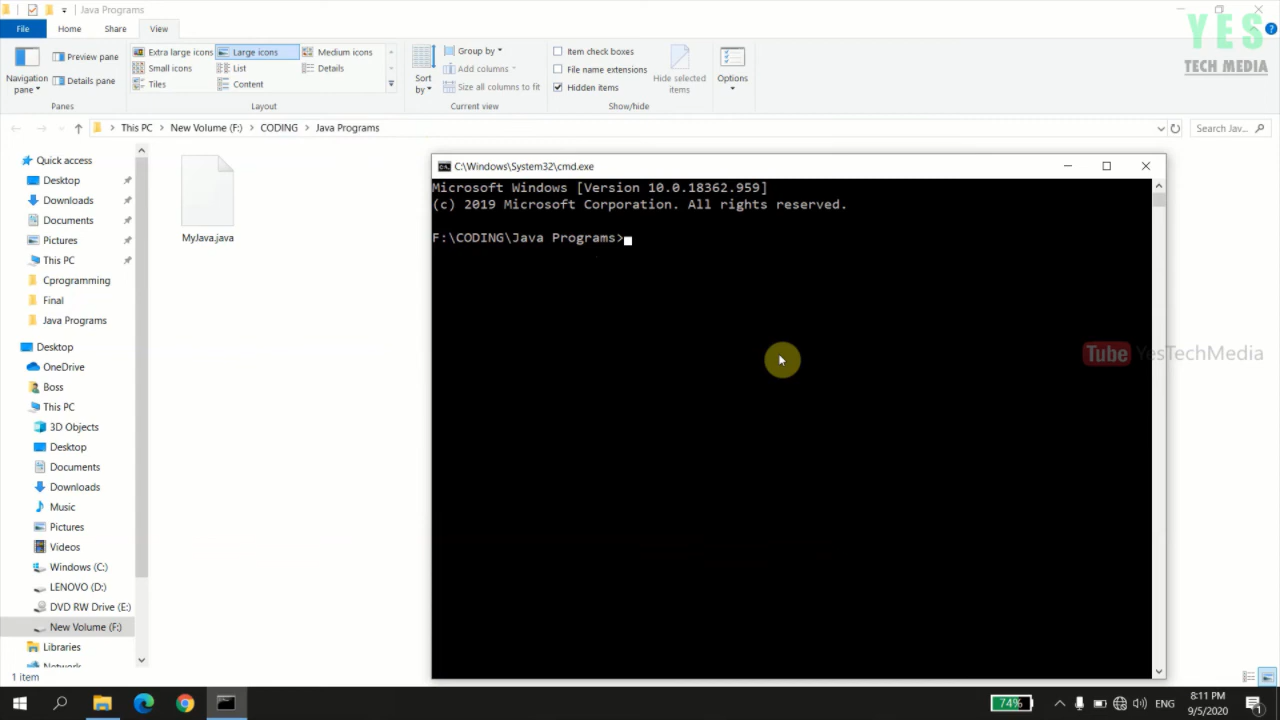 Java Programs
File
Home
Share
View
YES
TECH MEDIA
Navigation
pane
Preview pane
Details pane
Panes
Extra large icons
Large icons
Medium icons
Small icons
List
Details
Tiles
Content
Layout
Sort
by
Group by
Add columns
Size all columns to fit
Current view
Item check boxes
File name extensions
Hidden items
Hide selected
items
Show/hide
Options
This PC
New Volume (F:)
CODING
Java Programs
Search Jav...
Quick access
Desktop
Downloads
Documents
Pictures
This PC
Cprogramming
Final
Java Programs
Desktop
OneDrive
Boss
This PC
3D Objects
Desktop
Documents
Downloads
Music
Pictures
Videos
Windows (C:)
LENOVO (D:)
DVD RW Drive (E:)
New Volume (F:)
Libraries
Network
1 item
MyJava.java
C:\Windows\System32\cmd.exe
Microsoft Windows [Version 10.0.18362.959]
(c) 2019 Microsoft Corporation. All rights reserved.
F:\CODING\Java Programs>
Tube YesTechMedia
74%
ENG
8:11 PM
9/5/2020
1